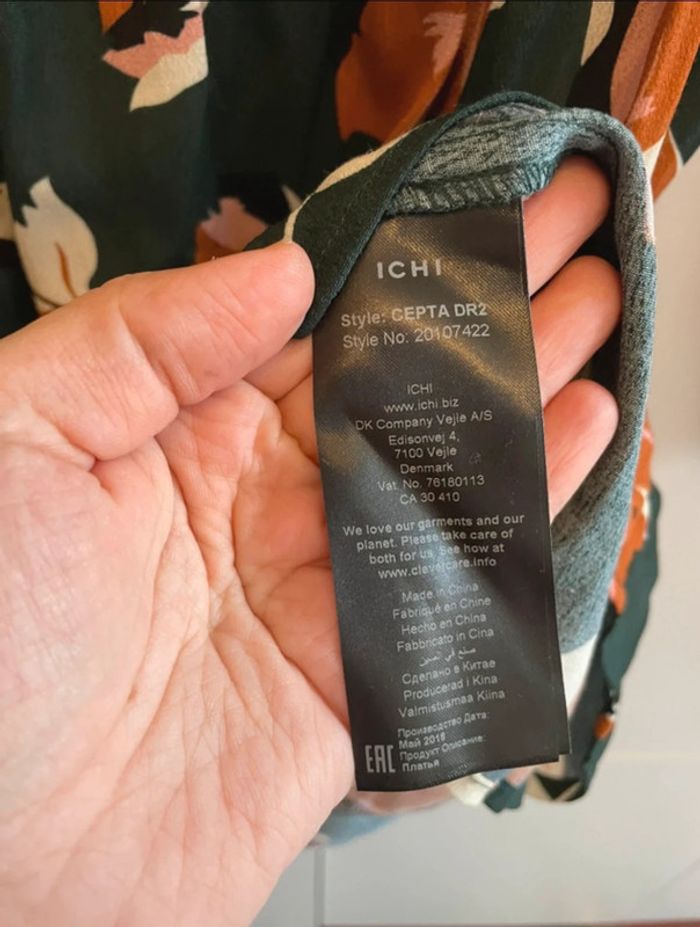 ICHI
Style: CEPTA DR2
Style No: 20107422
ICHI
www.ichi.biz
DK Company Vejle A/S
Edisonvej 4,
7100 Vejle
Denmark
Vat. No. 76180113
CA 30 410
We love our garments and our
planet. Please take care of
both for us. See how at
www.clevercare.info
Made in China
Fabriqué en Chine
Hecho en China
Fabbricato in Cina
صنع في الصين
Сделано в Китае
Producerad i Kina
Valmistusmaa Kiina
Производство Дата:
Май 2018
Продукт Описание:
Платья
EAC